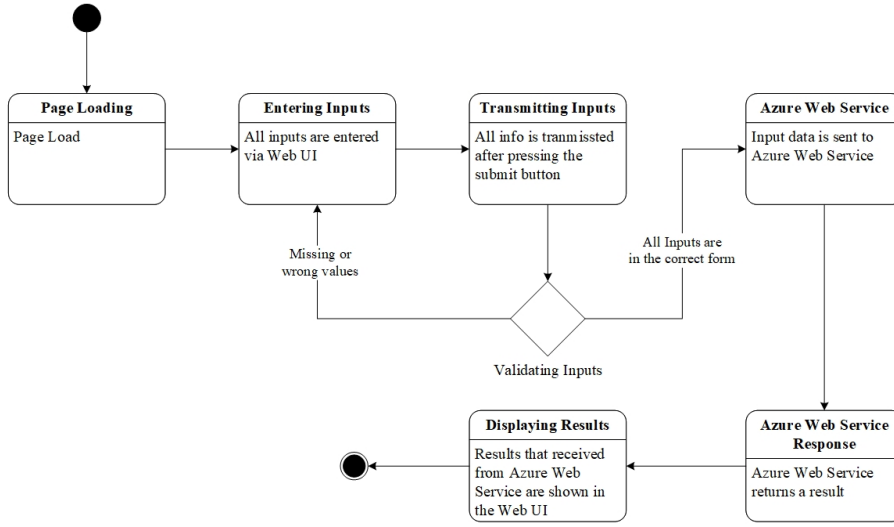 Page Loading
Page Load
Entering Inputs
All inputs are entered
via Web UI
Transmitting Inputs
All info is tranmissted
after pressing the
submit button
Azure Web Service
Input data is sent to
Azure Web Service
Missing or
wrong values
All Inputs are
in the correct form
Validating Inputs
Displaying Results
Results that received
from Azure Web
Service are shown in
the Web UI
Azure Web Service
Response
Azure Web Service
returns a result